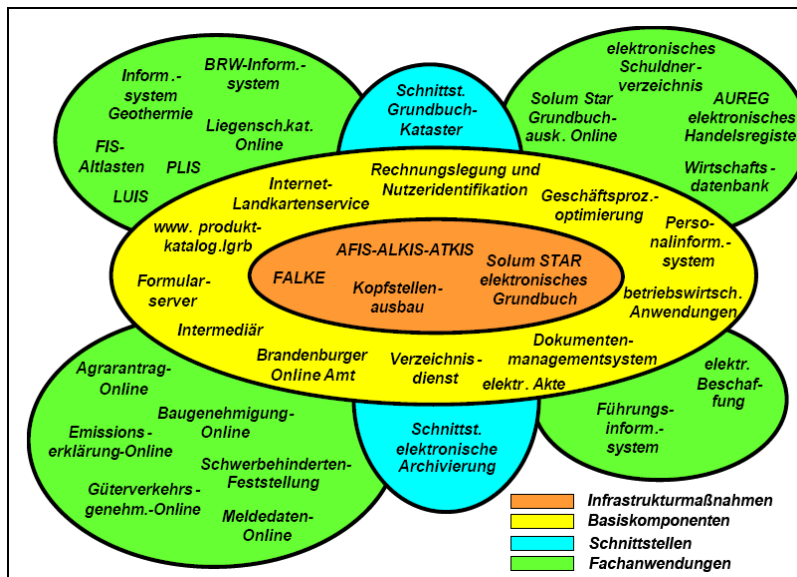 Inform.-
system
Geothermie
BRW-Inform.-
system
Liegensch.kat.
Online
FIS-
Altlasten
PLIS
LUIS
Schnittst.
Grundbuch-
Kataster
elektronisches
Schuldner-
verzeichnis
Solum Star
Grundbuch-
ausk. Online
AUREG
elektronisches
Handelsregister
Wirtschafts-
datenbank
Rechnungslegung und
Nutzeridentifikation
Internet-
Landkartenservice
Geschäftsproz.-
optimierung
www. produkt-
katalog.lgrb
Perso-
nalinform.-
system
Formular-
server
betriebswirtsch.
Anwendungen
Intermediär
Brandenburger
Online Amt
Verzeichnis-
dienst
Dokumenten-
managementsystem
elektr. Akte
AFIS-ALKIS-ATKIS
FALKE
Kopfstellen-
ausbau
Solum STAR
elektronisches
Grundbuch
Agrarantrag-
Online
Baugenehmigung-
Online
Emissions-
erklärung-Online
Schwerbehinderten-
Feststellung
Güterverkehrs-
genehm.-Online
Meldedaten-
Online
Schnittst.
elektronische
Archivierung
elektr.
Beschaf-
fung
Führungs-
inform.-
system
Infrastrukturmaßnahmen
Basiskomponenten
Schnittstellen
Fachanwendungen